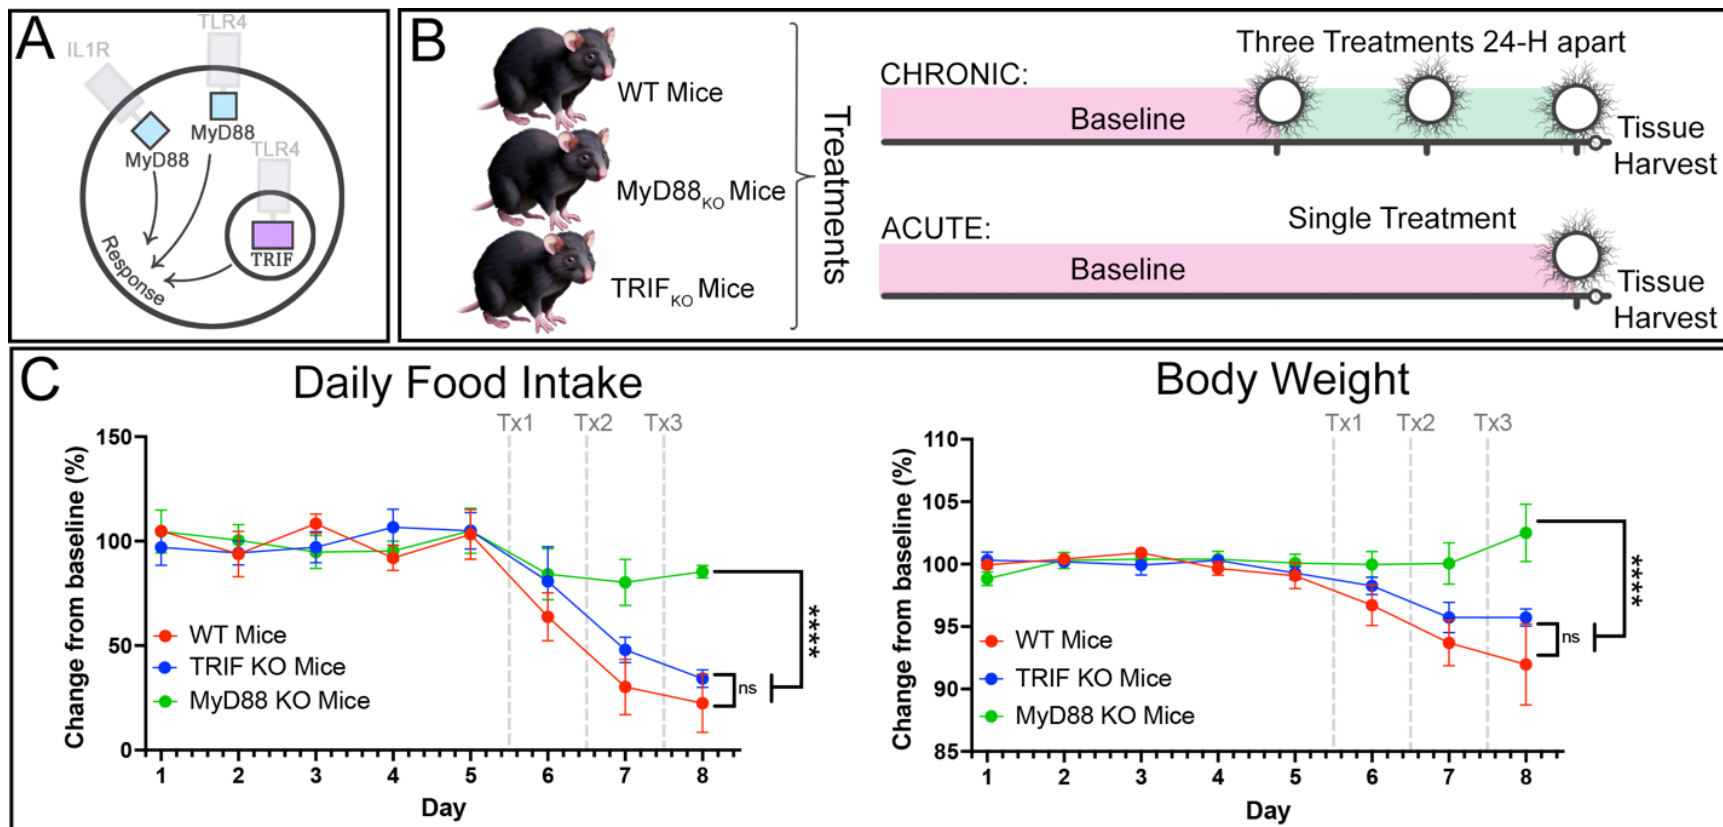 A
TLR4
IL1R
MyD88
MyD88
TLR4
TRIF
Response
B
WT Mice
MyD88KO Mice
TRIFKO Mice
Treatments
Three Treatments 24-H apart
CHRONIC:
Baseline
Tissue
Harvest
Single Treatment
ACUTE:
Baseline
Tissue
Harvest
C
Daily Food Intake
Tx1 Tx2 Tx3
Change from baseline (%)
150
100
50
0
WT Mice
TRIF KO Mice
MyD88 KO Mice
ns
****
1 2 3 4 5 6 7 8
Day
Body Weight
Tx1 Tx2 Tx3
Change from baseline (%)
110
105
100
95
90
85
WT Mice
TRIF KO Mice
MyD88 KO Mice
ns
****
1 2 3 4 5 6 7 8
Day